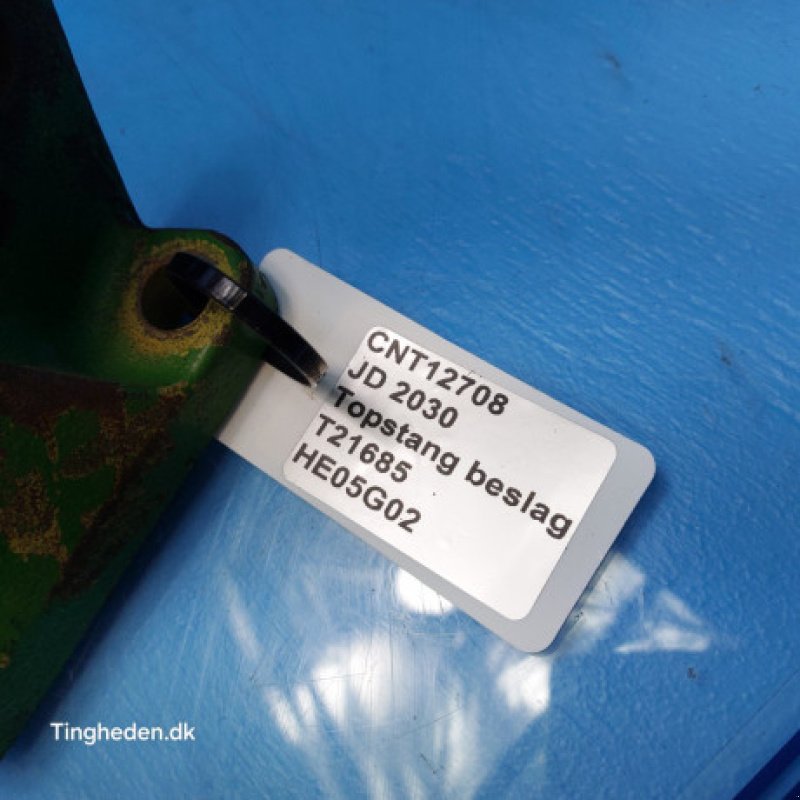 CNT12708
JD 2030
Topstang beslag
T21685
HE05G02
Tingheden.dk